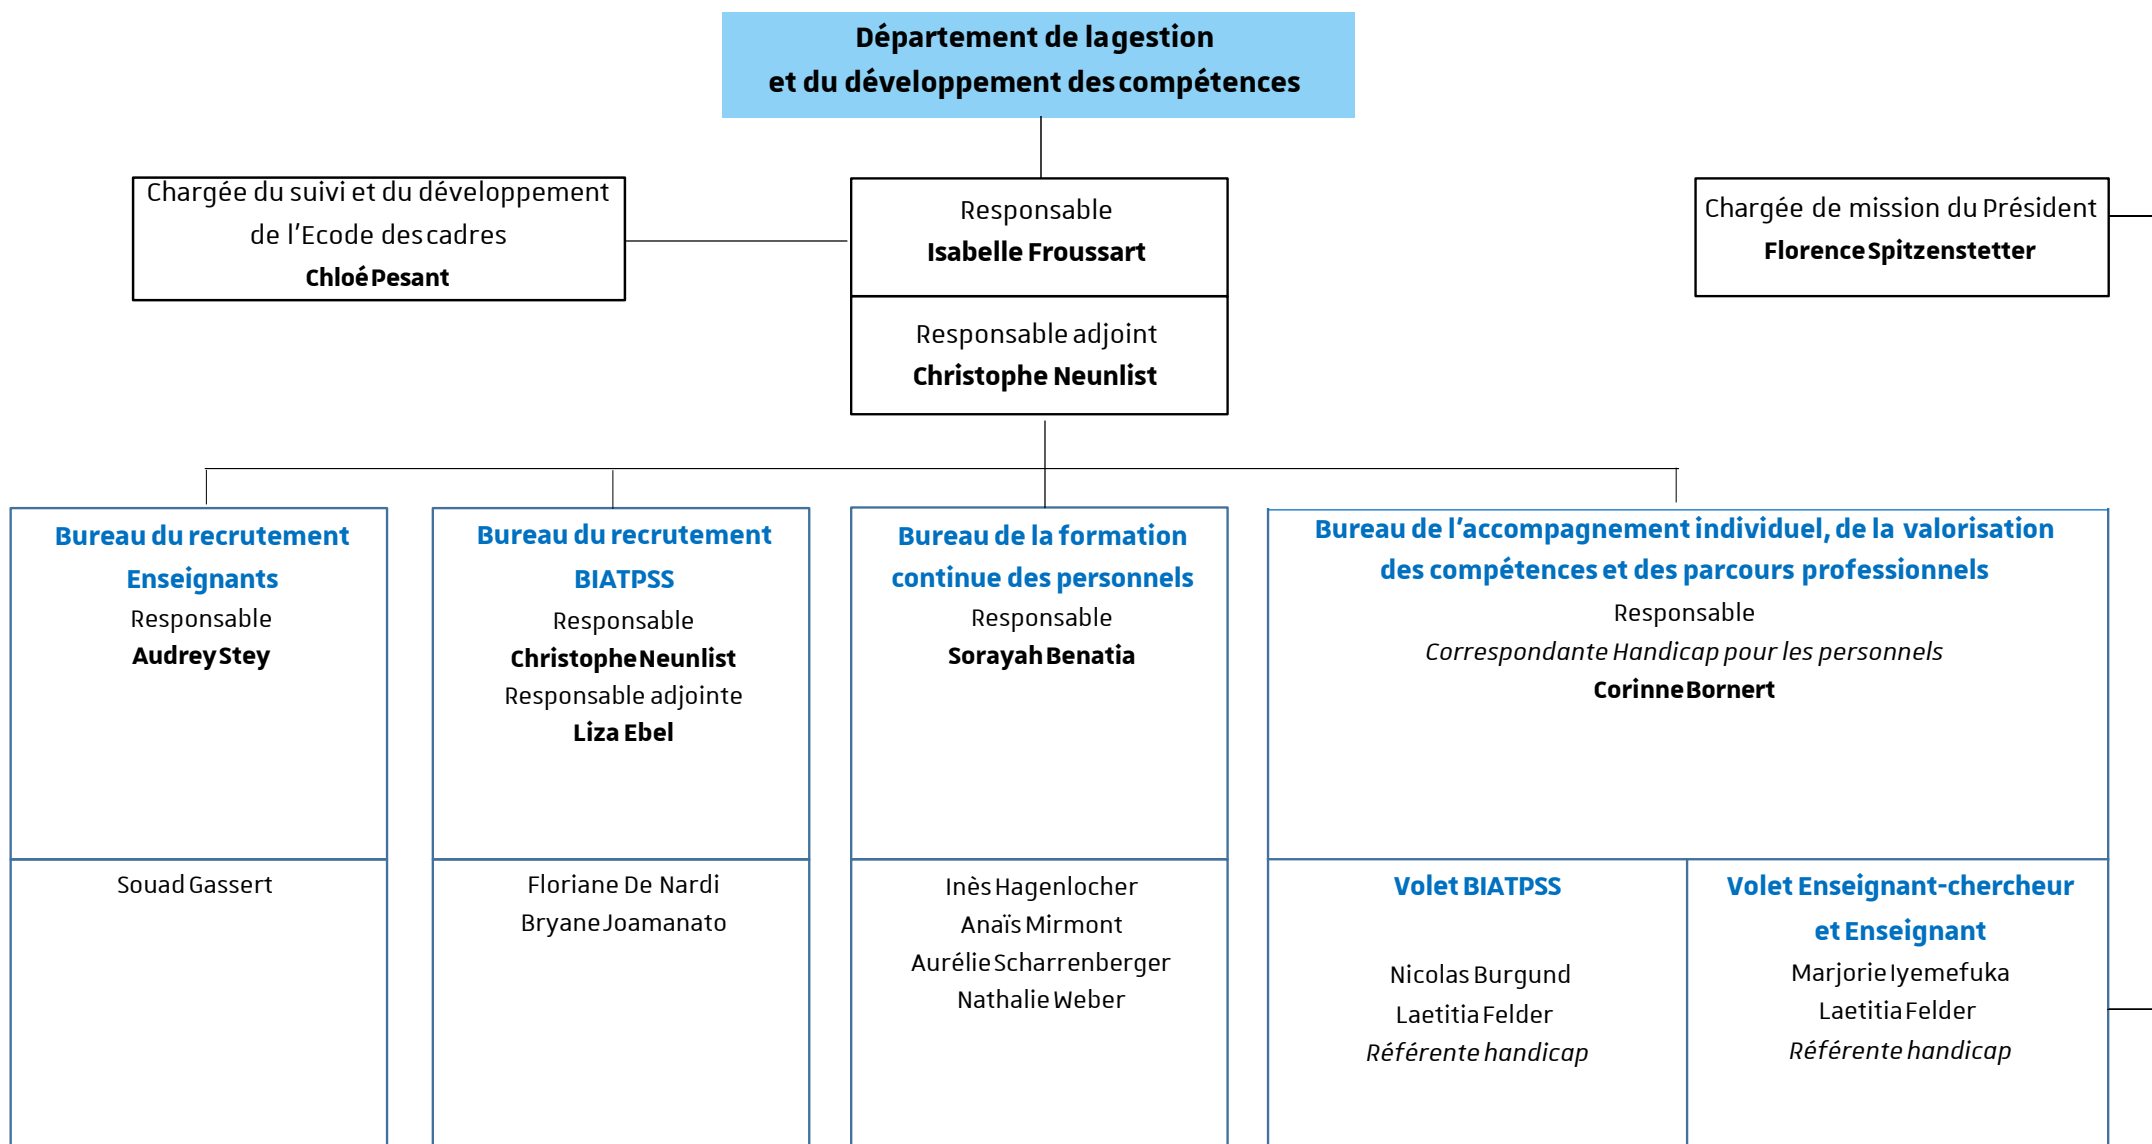 Département de la gestion
et du développement des compétences
Chargée du suivi et du développement
de l'Ecode des cadres
Chloé Pesant
Responsable
Isabelle Froussart
Responsable adjoint
Christophe Neunlist
Chargée de mission du Président
Florence Spitzenstetter
Bureau du recrutement
Enseignants
Responsable
Audrey Stey
Souad Gassert
Bureau du recrutement
BIATPSS
Responsable
Christophe Neunlist
Responsable adjointe
Liza Ebel
Floriane De Nardi
Bryane Joamanato
Bureau de la formation
continue des personnels
Responsable
Sorayah Benatia
Inès Hagenlocher
Anaïs Mirmont
Aurélie Scharrenberger
Nathalie Weber
Bureau de l'accompagnement individuel, de la valorisation
des compétences et des parcours professionnels
Responsable
Correspondante Handicap pour les personnels
Corinne Bornert
Volet BIATPSS
Nicolas Burgund
Laetitia Felder
Référente handicap
Volet Enseignant-chercheur
et Enseignant
Marjorie Iyemefuka
Laetitia Felder
Référente handicap